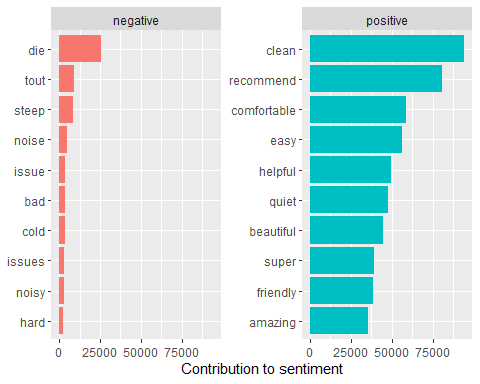 negative
die
tout
steep
noise
issue
bad
cold
issues
noisy
hard
0 25000 50000 75000
positive
clean
recommend
comfortable
easy
helpful
quiet
beautiful
super
friendly
amazing
0 25000 50000 75000
Contribution to sentiment